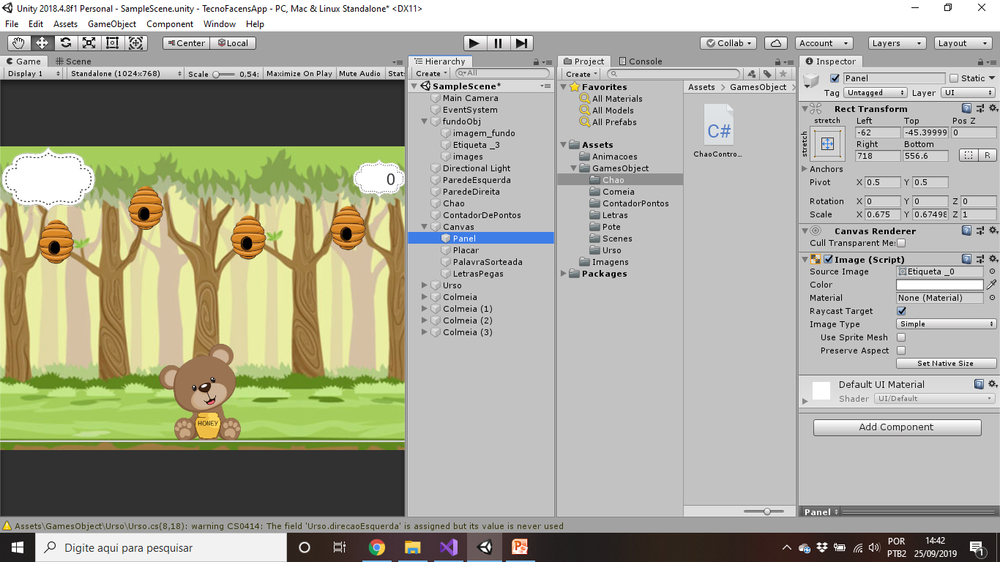 Unity 2018.4.8f1 Personal - SampleScene.unity - TecnoFacensApp - PC, Mac & Linux Standalone* <DX11>
File Edit Assets GameObject Component Window Help
Center Local Collab Account Layers Layout
Game Scene
Display 1 Standalone (1024x768) Scale 0,54: Maximize On Play Mute Audio Stats
0
HONEY
Hierarchy
Create All
SampleScene*
Main Camera
EventSystem
fundoObj
imagem_fundo
Etiqueta _3
images
Directional Light
ParedeEsquerda
ParedeDireita
Chao
ContadorDePontos
Canvas
Panel
Placar
PalavraSorteada
LetrasPegas
Urso
Colmeia
Colmeia (1)
Colmeia (2)
Colmeia (3)
Project Console
Create
Favorites
All Materials
All Models
All Prefabs
Assets
Animacoes
GamesObject
Chao
Comeia
ContadorPontos
Letras
Pote
Scenes
Urso
Imagens
Packages
Assets > GamesObject >
C#
ChaoContro...
Inspector
Panel Static
Tag Untagged Layer UI
Rect Transform
stretch Left Top Pos Z
stretch -62 -45.39999 0
Right Bottom
718 556.6 R
Anchors
Pivot X 0.5 Y 0.5
Rotation X 0 Y 0 Z 0
Scale X 0.675 Y 0.67498 Z 1
Canvas Renderer
Cull Transparent Mes
Image (Script)
Source Image Etiqueta _0
Color
Material None (Material)
Raycast Target
Image Type Simple
Use Sprite Mesh
Preserve Aspect
Set Native Size
Default UI Material
Shader UI/Default
Add Component
Panel
Assets\GamesObject\Urso\Urso.cs(8,18): warning CS0414: The field 'Urso.direcaoEsquerda' is assigned but its value is never used
Digite aqui para pesquisar
POR 14:42
PTB2 25/09/2019
1